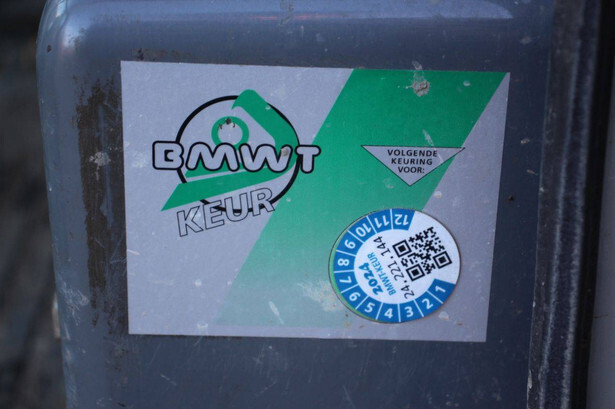 BMWT
KEUR
VOLGENDE
KEURING
VOOR:
12
11
10
9
8
7
6
5
4
3
2
1
2024
BMWT-KEUR
24.221.144